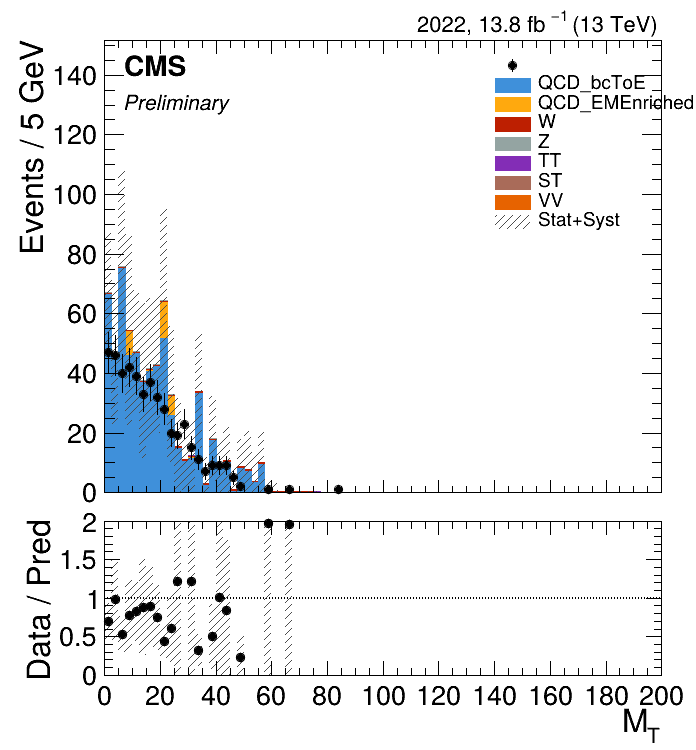 2022, 13.8 fb⁻¹ (13 TeV)
CMS
Preliminary
Events / 5 GeV
140
120
100
80
60
40
20
0
QCD_bcToE
QCD_EMEnriched
W
Z
TT
ST
VV
Stat+Syst
Data / Pred
2
1.5
1
0.5
0
0 20 40 60 80 100 120 140 160 180 200
M_T